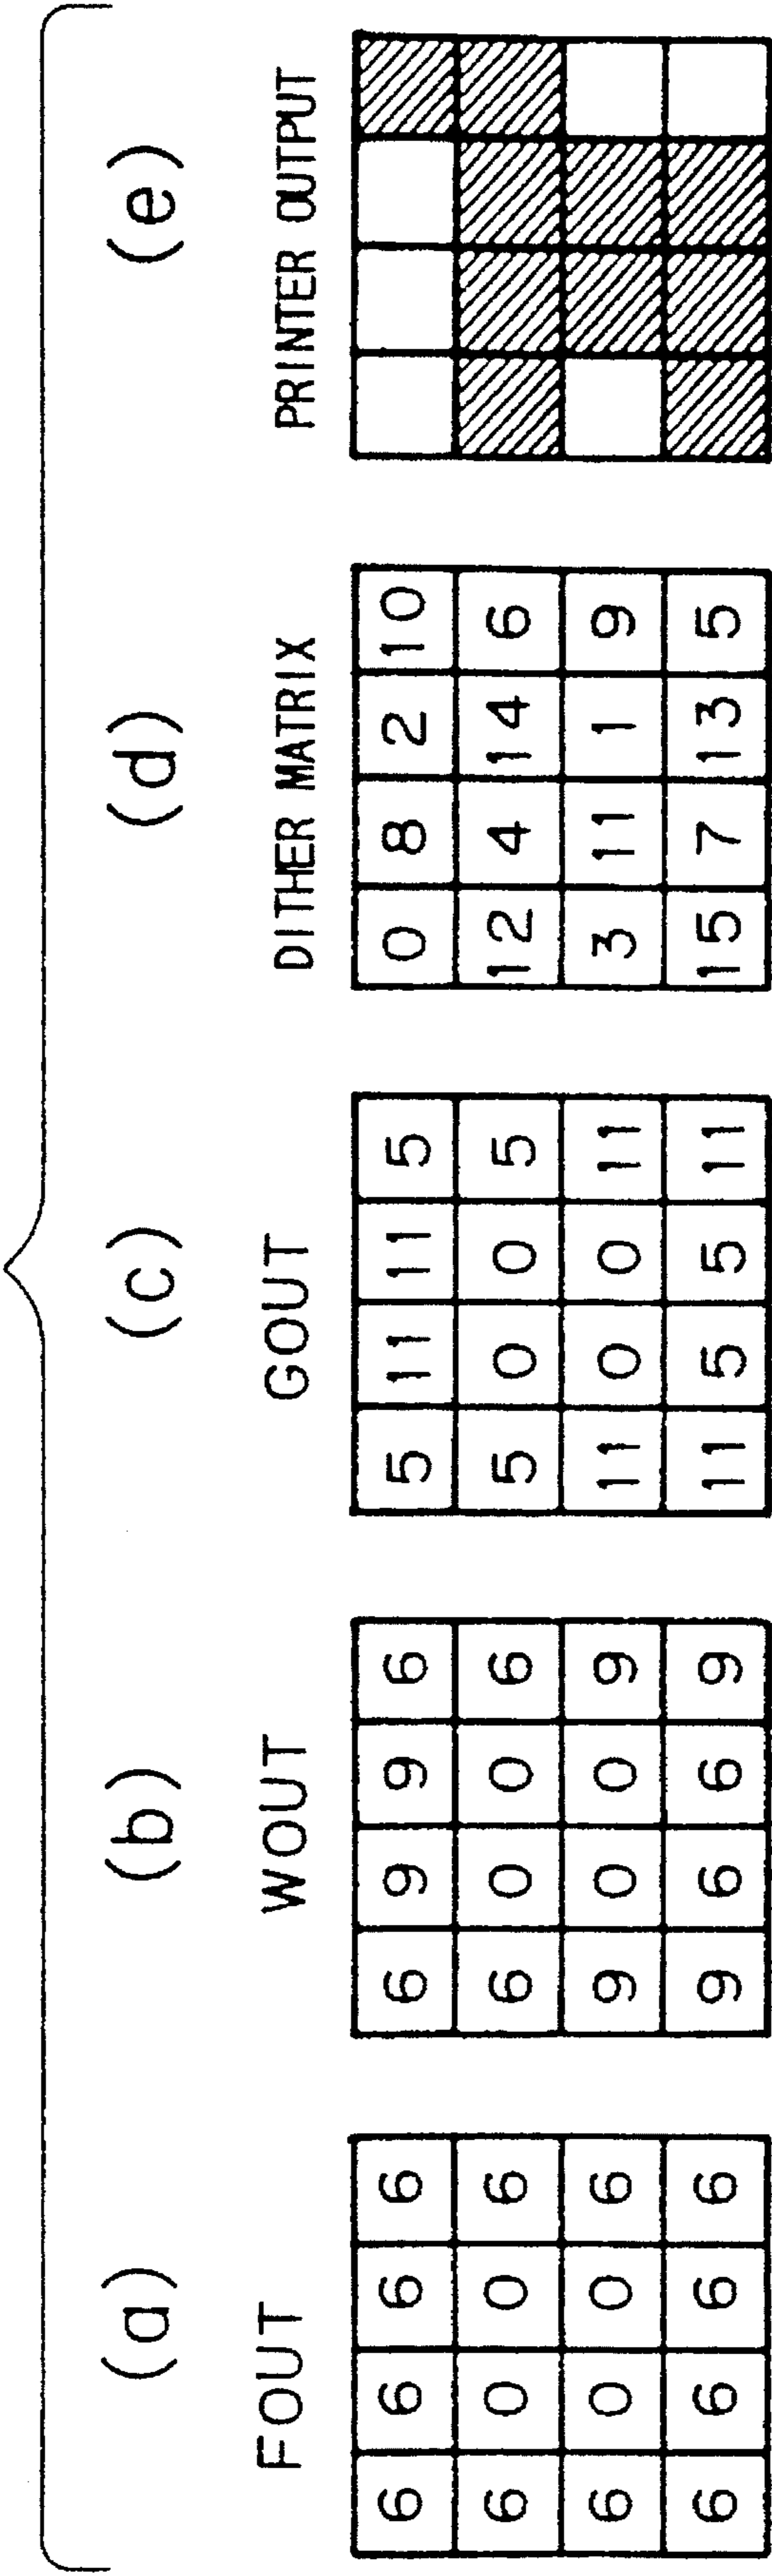 (a)
FOUT
6 6 6 6
6 0 0 6
6 0 0 6
6 6 6 6
(b)
WOUT
6 9 9 6
6 0 0 6
9 0 0 9
9 6 6 9
(c)
GOUT
5 11 11 5
5 0 0 5
11 0 0 11
11 5 5 11
(d)
DITHER MATRIX
0 8 2 10
12 4 14 6
3 11 1 9
15 7 13 5
(e)
PRINTER OUTPUT